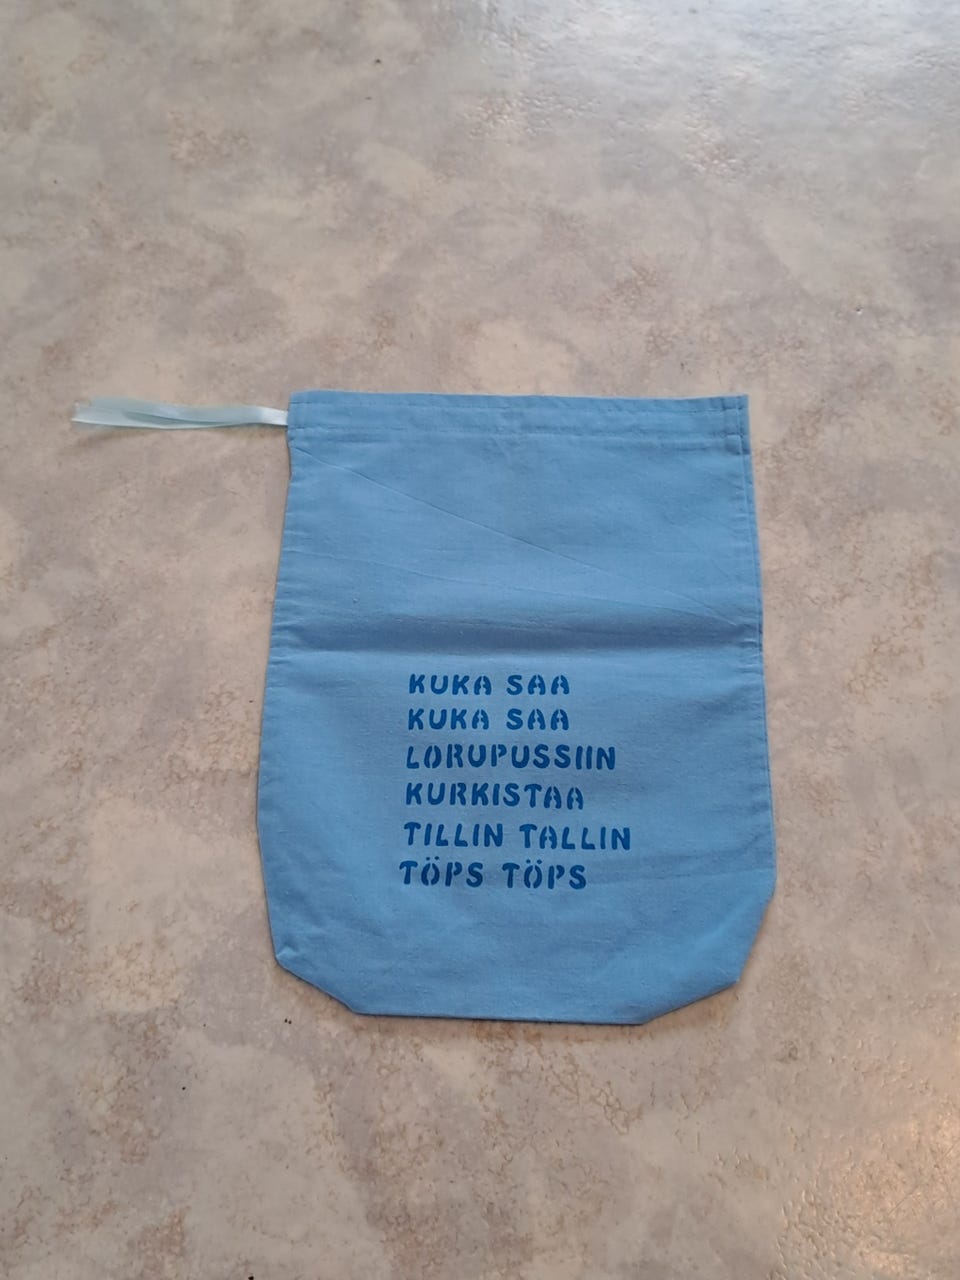 KUKA SAA
KUKA SAA
LORUPUSSIIN
KURKISTAA
TILLIN TALLIN
TÖPS TÖPS